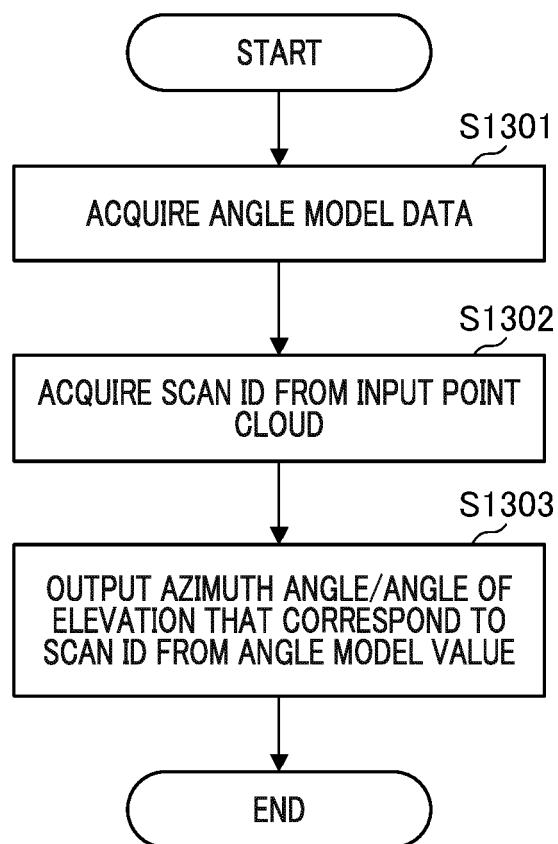 START
S1301
ACQUIRE ANGLE MODEL DATA
S1302
ACQUIRE SCAN ID FROM INPUT POINT
CLOUD
S1303
OUTPUT AZIMUTH ANGLE/ANGLE OF
ELEVATION THAT CORRESPOND TO
SCAN ID FROM ANGLE MODEL VALUE
END